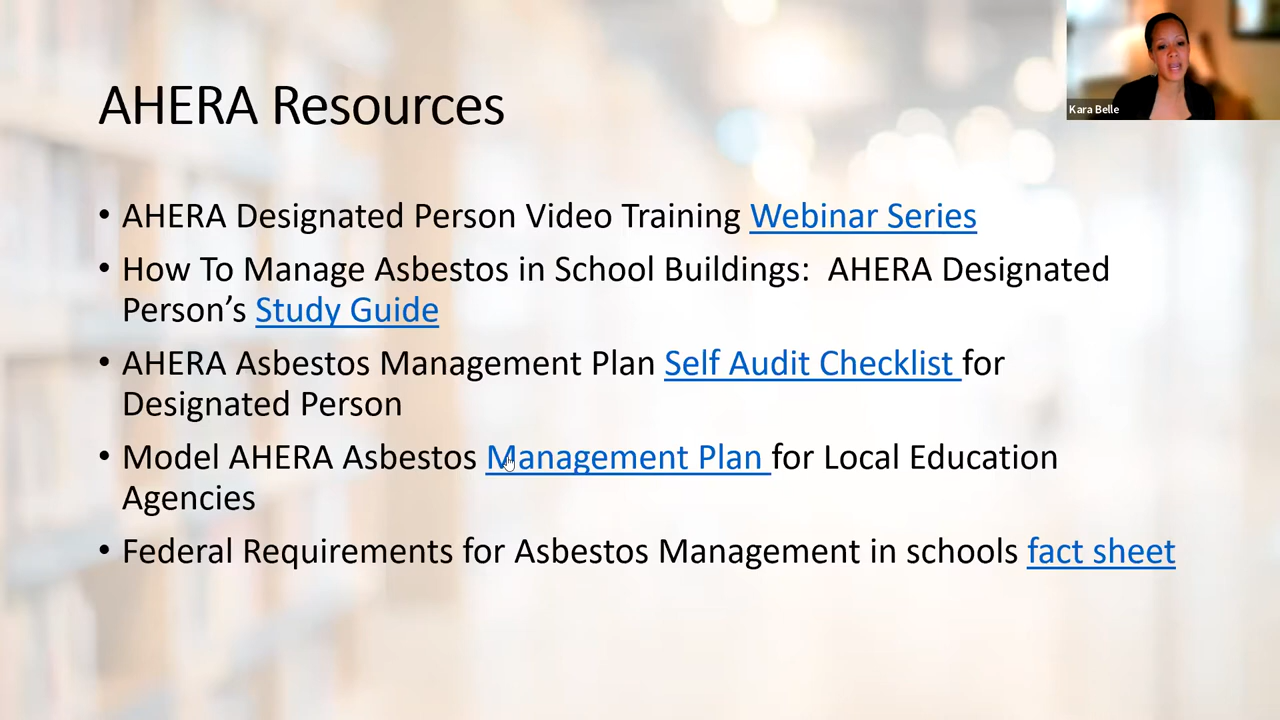 AHERA Resources
Kara Belle
• AHERA Designated Person Video Training Webinar Series
• How To Manage Asbestos in School Buildings:  AHERA Designated
Person’s Study Guide
• AHERA Asbestos Management Plan Self Audit Checklist for
Designated Person
• Model AHERA Asbestos Management Plan for Local Education
Agencies
• Federal Requirements for Asbestos Management in schools fact sheet